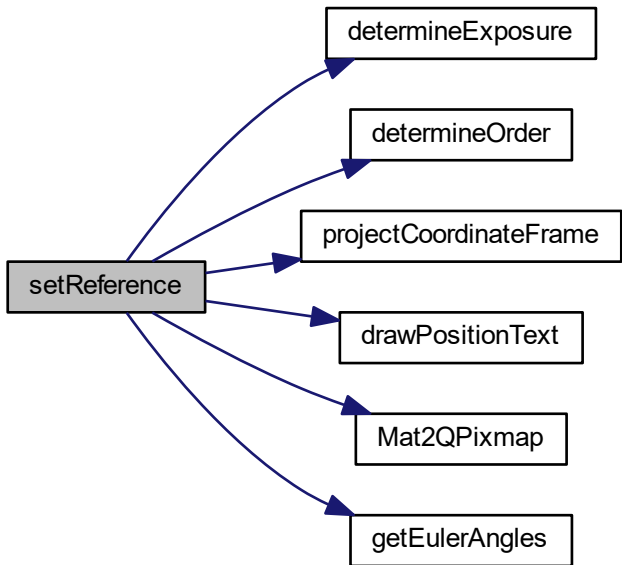 determineExposure
determineOrder
projectCoordinateFrame
setReference
drawPositionText
Mat2QPixmap
getEulerAngles